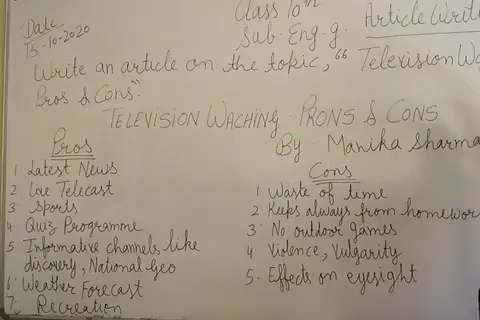 Date
15-10-2020
Class 10th
Sub. Eng. g.
Article Writi
Write an article on the topic, "Television Wa
Pros & Cons".
TELEVISION WACHING: PRONS & CONS
By Manika Sharma
Pros
1. Latest News
2 Live Telecast
3. Sports
4. Quiz Programme
5 Informative channels like
discovery, National Geo
6. Weather Forecast
7. Recreation
Cons
1. Waste of time
2. Keeps always from homewor
3. No outdoor games
4 Violence, Vulgarity
5. Effects on eyesight